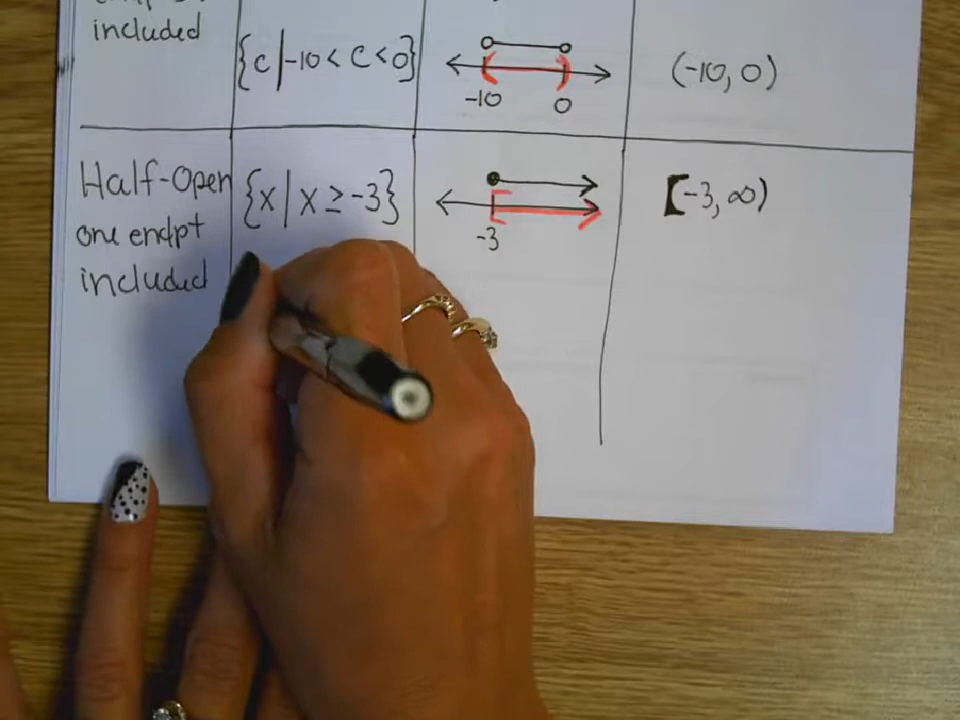 included
{c | -10 < c < 0}
-10 0
(-10, 0)
Half-Open
one endpt
included
{x | x ≥ -3}
-3
[-3, ∞)